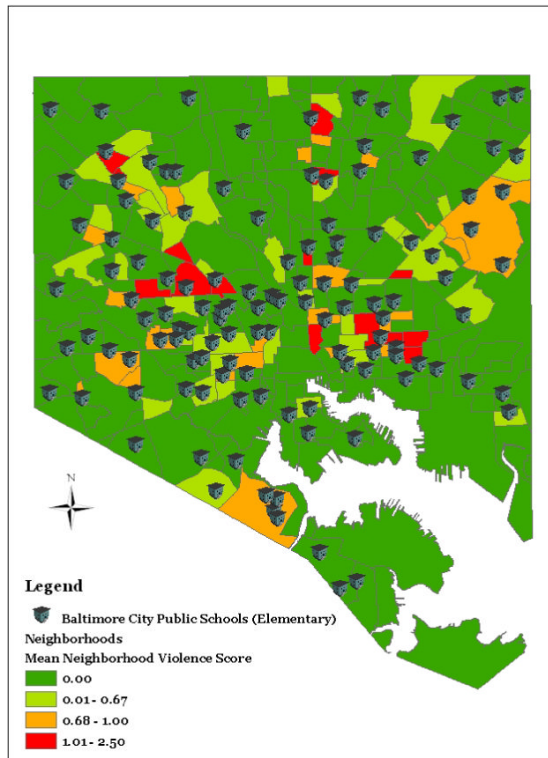 N
Legend
Baltimore City Public Schools (Elementary)
Neighborhoods
Mean Neighborhood Violence Score
0.00
0.01 - 0.67
0.68 - 1.00
1.01 - 2.50